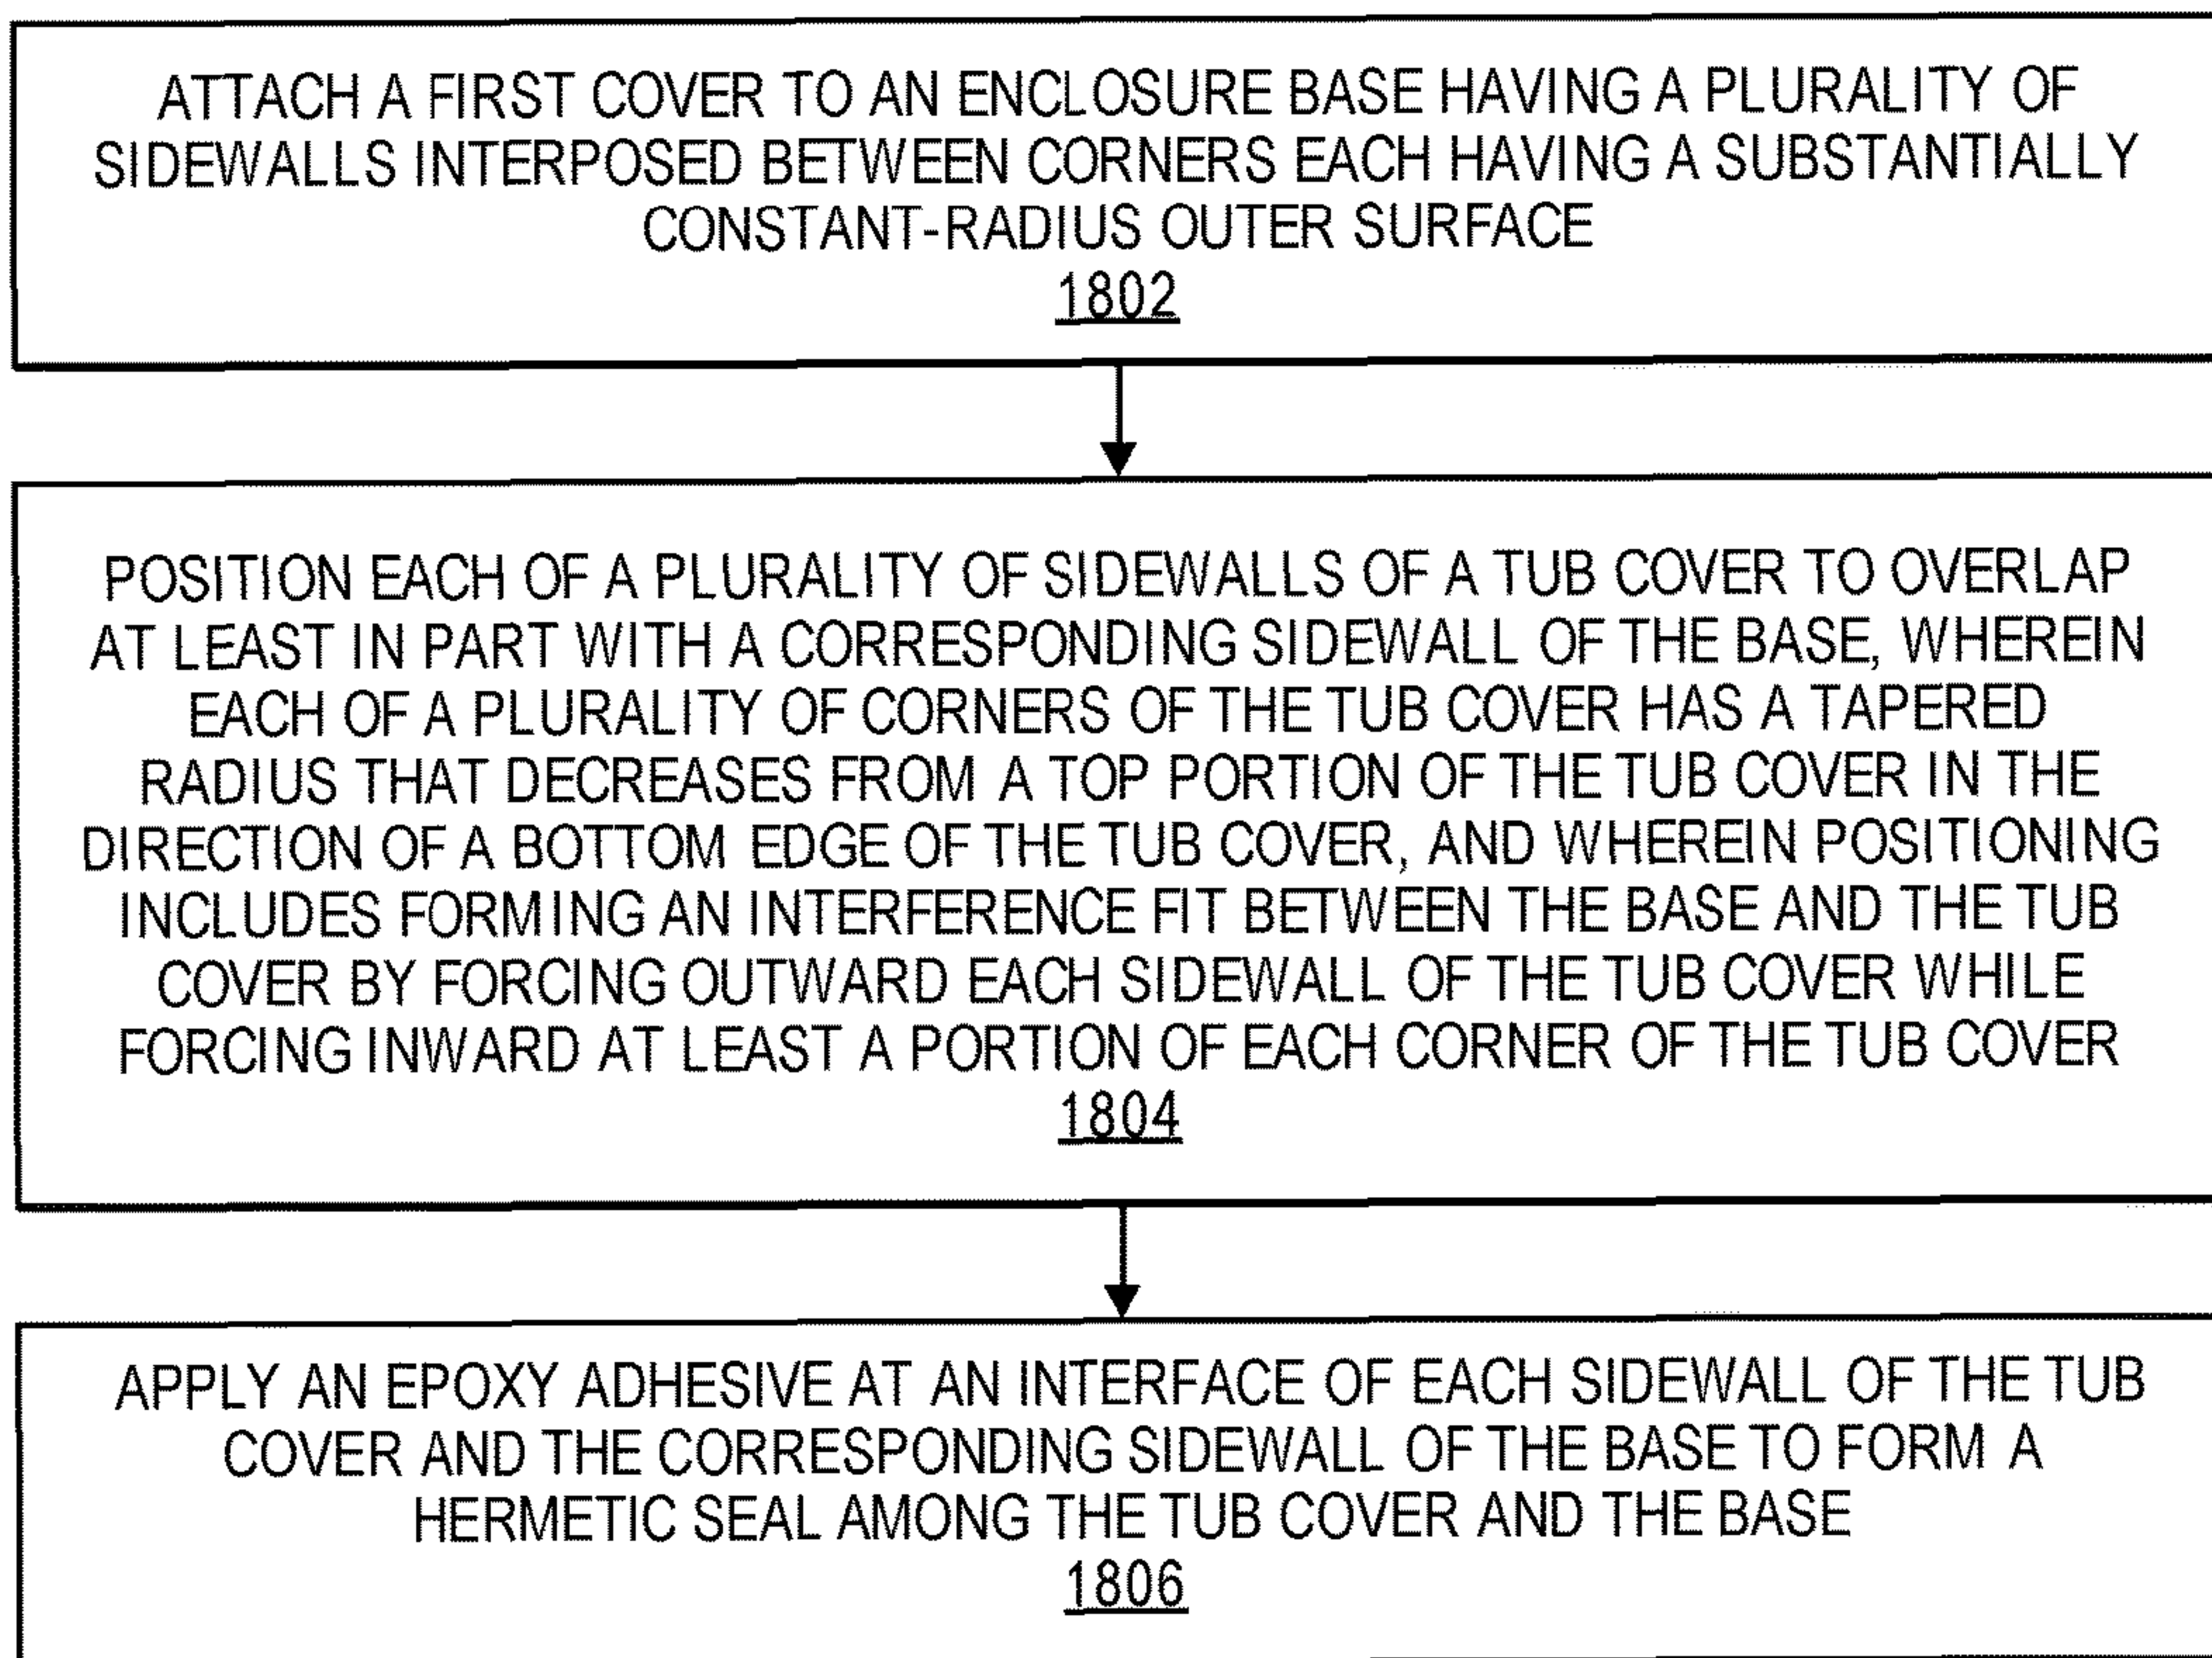 ATTACH A FIRST COVER TO AN ENCLOSURE BASE HAVING A PLURALITY OF
SIDEWALLS INTERPOSED BETWEEN CORNERS EACH HAVING A SUBSTANTIALLY
CONSTANT-RADIUS OUTER SURFACE
1802
POSITION EACH OF A PLURALITY OF SIDEWALLS OF A TUB COVER TO OVERLAP
AT LEAST IN PART WITH A CORRESPONDING SIDEWALL OF THE BASE, WHEREIN
EACH OF A PLURALITY OF CORNERS OF THE TUB COVER HAS A TAPERED
RADIUS THAT DECREASES FROM A TOP PORTION OF THE TUB COVER IN THE
DIRECTION OF A BOTTOM EDGE OF THE TUB COVER, AND WHEREIN POSITIONING
INCLUDES FORMING AN INTERFERENCE FIT BETWEEN THE BASE AND THE TUB
COVER BY FORCING OUTWARD EACH SIDEWALL OF THE TUB COVER WHILE
FORCING INWARD AT LEAST A PORTION OF EACH CORNER OF THE TUB COVER
1804
APPLY AN EPOXY ADHESIVE AT AN INTERFACE OF EACH SIDEWALL OF THE TUB
COVER AND THE CORRESPONDING SIDEWALL OF THE BASE TO FORM A
HERMETIC SEAL AMONG THE TUB COVER AND THE BASE
1806